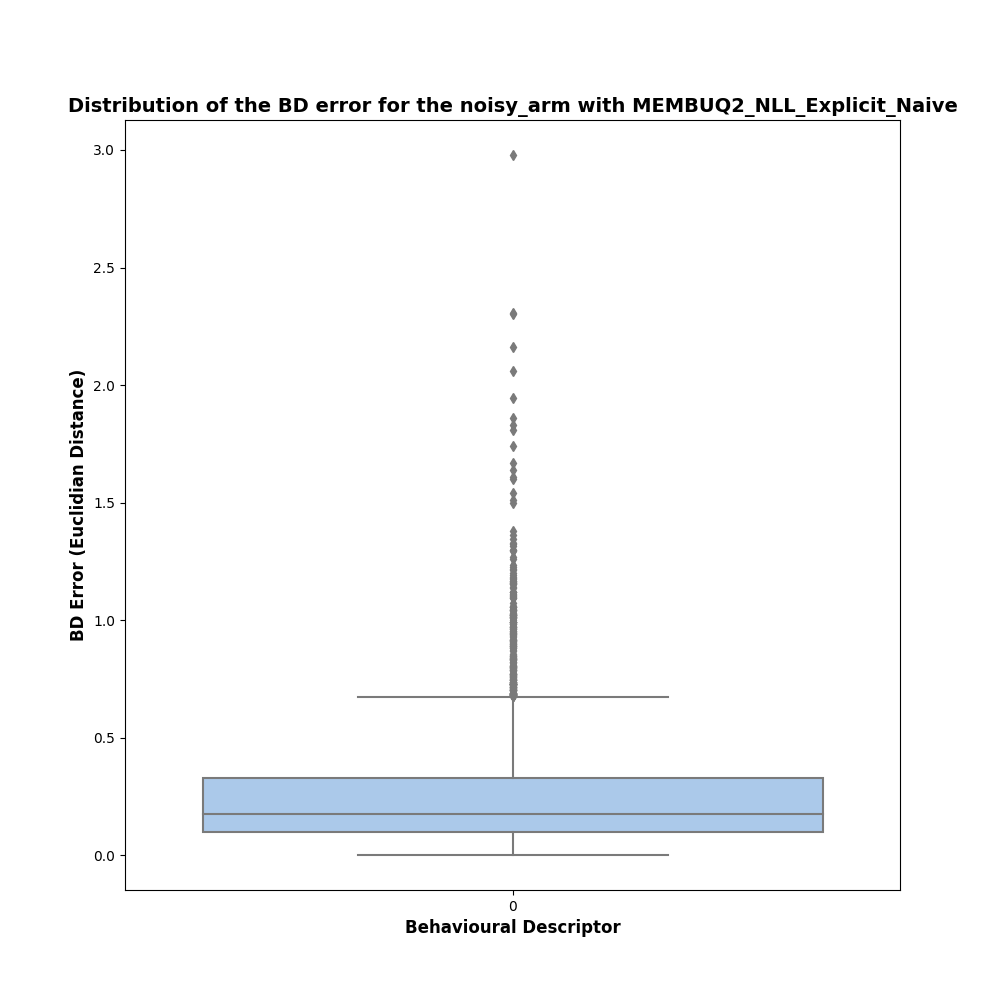 Distribution of the BD error for the noisy_arm with MEMBUQ2_NLL_Explicit_Naive
3.0
2.5
2.0
1.5
1.0
0.5
0.0
BD Error (Euclidian Distance)
0
Behavioural Descriptor